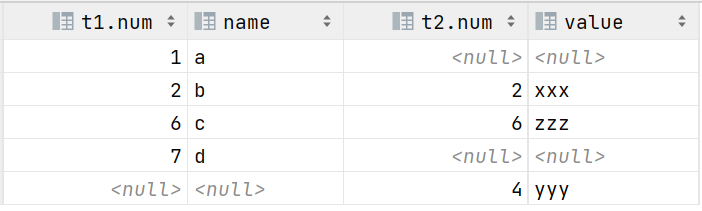 t1.num name t2.num value
1 a <null> <null>
2 b 2 xxx
6 c 6 zzz
7 d <null> <null>
<null> <null> 4 yyy